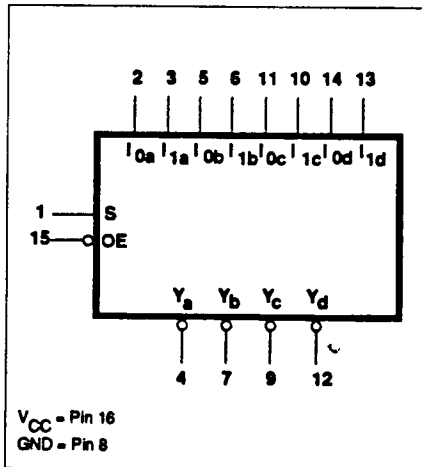 2 3 5 6 11 10 14 13
I0a I1a I0b I1b I0c I1c I0d I1d
1 S
15 OE
Ya Yb Yc Yd
4 7 9 12
VCC = Pin 16
GND = Pin 8